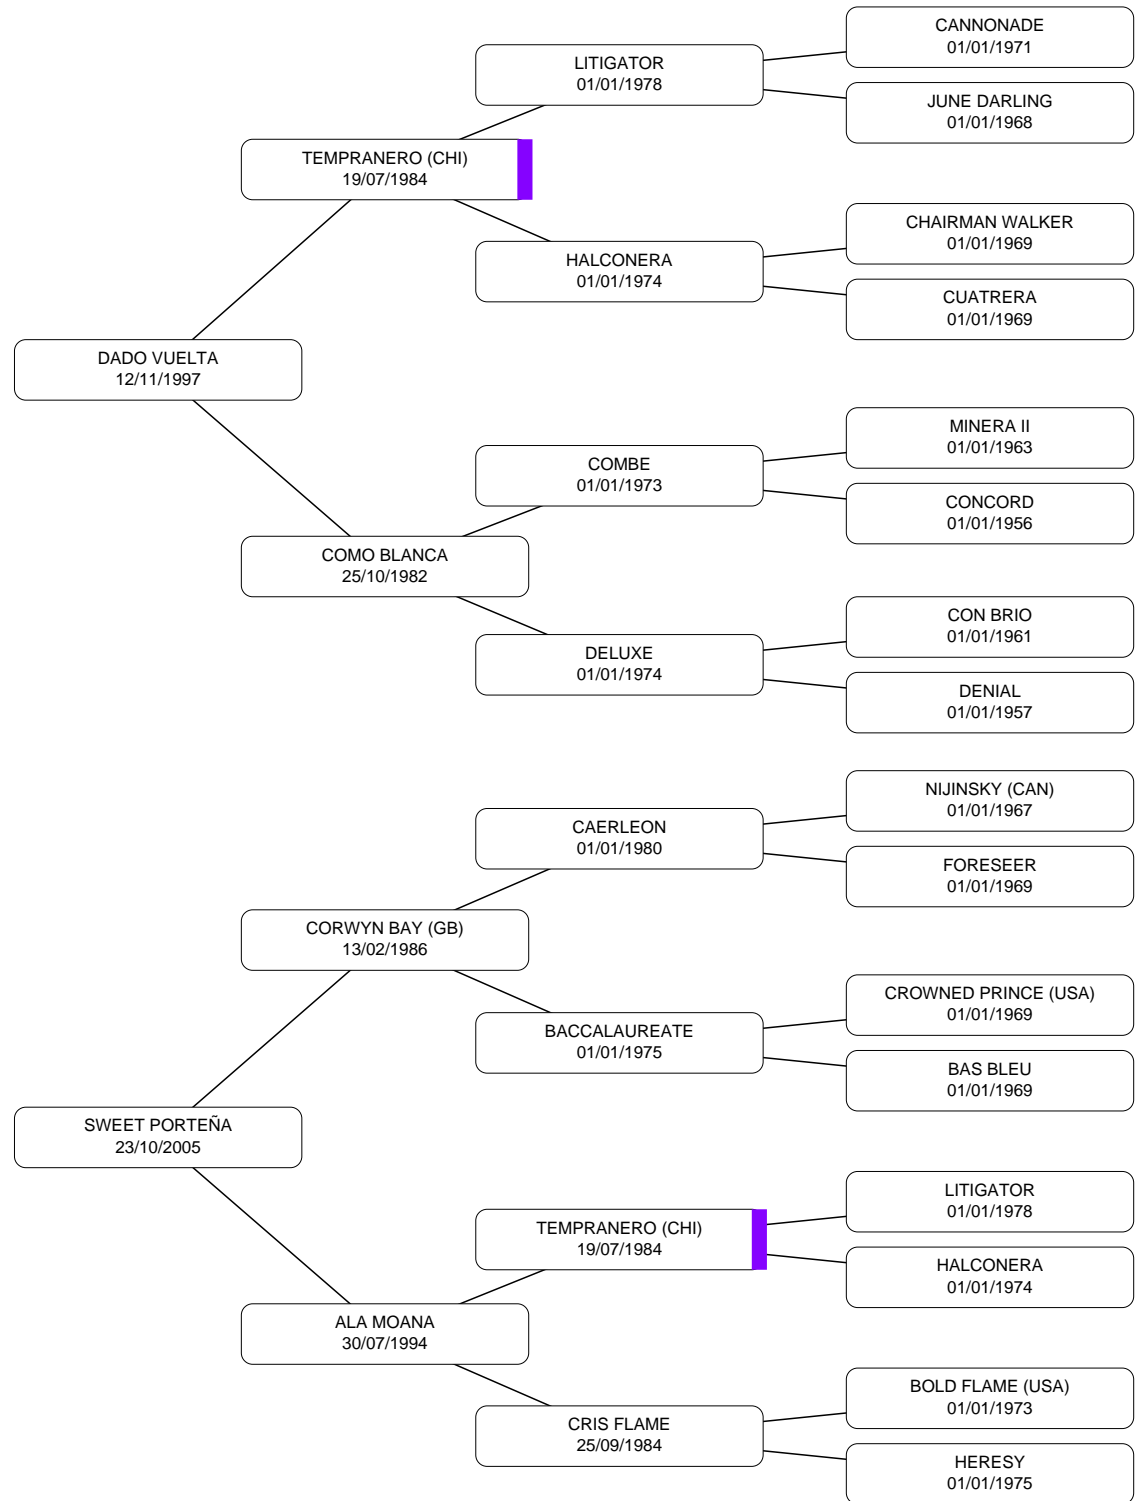 CANNONADE
01/01/1971
LITIGATOR
01/01/1978
JUNE DARLING
01/01/1968
TEMPRANERO (CHI)
19/07/1984
CHAIRMAN WALKER
01/01/1969
HALCONERA
01/01/1974
CUATRERA
01/01/1969
DADO VUELTA
12/11/1997
MINERA II
01/01/1963
COMBE
01/01/1973
CONCORD
01/01/1956
COMO BLANCA
25/10/1982
CON BRIO
01/01/1961
DELUXE
01/01/1974
DENIAL
01/01/1957
NIJINSKY (CAN)
01/01/1967
CAERLEON
01/01/1980
FORESEER
01/01/1969
CORWYN BAY (GB)
13/02/1986
CROWNED PRINCE (USA)
01/01/1969
BACCALAUREATE
01/01/1975
BAS BLEU
01/01/1969
SWEET PORTEÑA
23/10/2005
LITIGATOR
01/01/1978
TEMPRANERO (CHI)
19/07/1984
HALCONERA
01/01/1974
ALA MOANA
30/07/1994
BOLD FLAME (USA)
01/01/1973
CRIS FLAME
25/09/1984
HERESY
01/01/1975